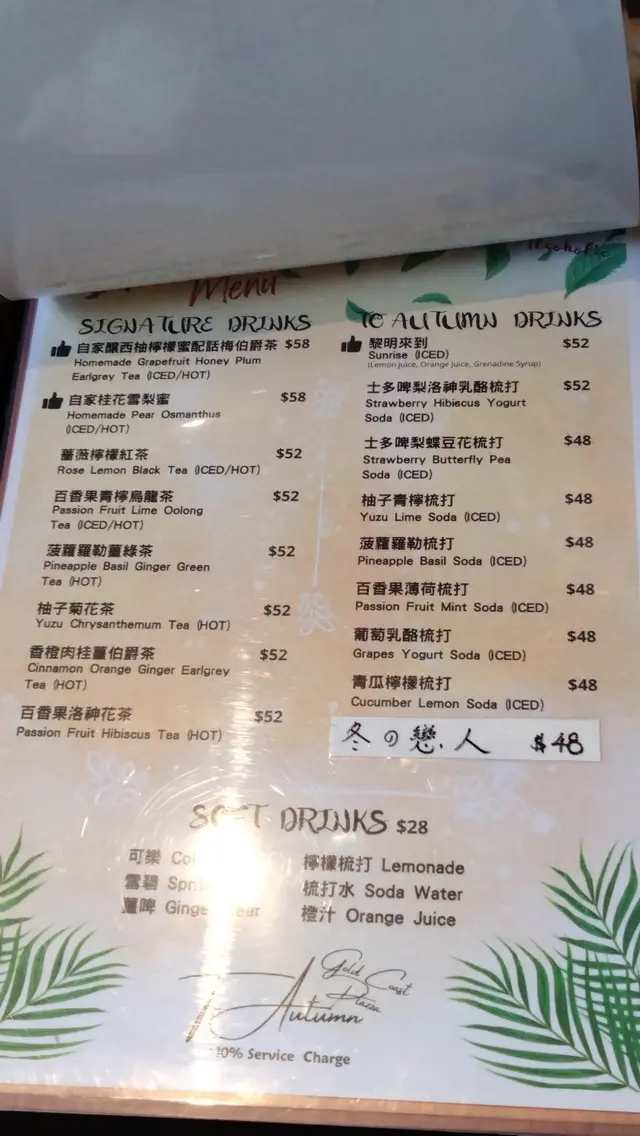 Menu
SIGNATURE DRINKS
自家釀西柚檸檬蜜配話梅伯爵茶 $58
Homemade Grapefruit Honey Plum
Earlgrey Tea (ICED/HOT)
自家桂花雪梨蜜 $58
Homemade Pear Osmanthus
(ICED/HOT)
薔薇檸檬紅茶 $52
Rose Lemon Black Tea (ICED/HOT)
百香果青檸烏龍茶 $52
Passion Fruit Lime Oolong
Tea (ICED/HOT)
菠蘿羅勒薑綠茶 $52
Pineapple Basil Ginger Green
Tea (HOT)
柚子菊花茶 $52
Yuzu Chrysanthemum Tea (HOT)
香橙肉桂薑伯爵茶 $52
Cinnamon Orange Ginger Earlgrey
Tea (HOT)
百香果洛神花茶 $52
Passion Fruit Hibiscus Tea (HOT)
TO AUTUMN DRINKS
黎明來到 $52
Sunrise (ICED)
(Lemon juice, Orange Juice, Grenadine Syrup)
士多啤梨洛神乳酪梳打 $52
Strawberry Hibiscus Yogurt
Soda (ICED)
士多啤梨蝶豆花梳打 $48
Strawberry Butterfly Pea
Soda (ICED)
柚子青檸梳打 $48
Yuzu Lime Soda (ICED)
菠蘿羅勒梳打 $48
Pineapple Basil Soda (ICED)
百香果薄荷梳打 $48
Passion Fruit Mint Soda (ICED)
葡萄乳酪梳打 $48
Grapes Yogurt Soda (ICED)
青瓜檸檬梳打 $48
Cucumber Lemon Soda (ICED)
冬の戀人 $48
SOFT DRINKS $28
可樂
雪碧
薑啤
檸檬梳打 Lemonade
梳打水 Soda Water
橙汁 Orange Juice
Gold Coast
Plazza
Autumn
10% Service Charge